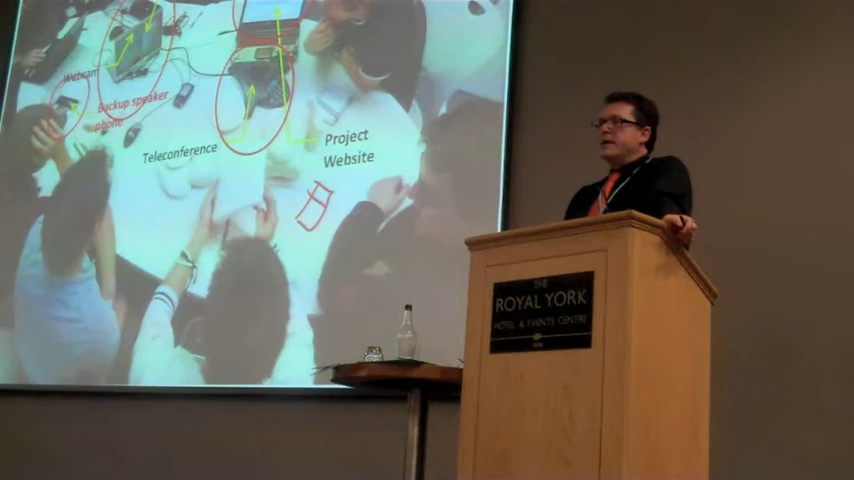 Webcam
Backup speaker
phone
Teleconference
Project
Website
THE
ROYAL YORK
HOTEL & EVENTS CENTRE